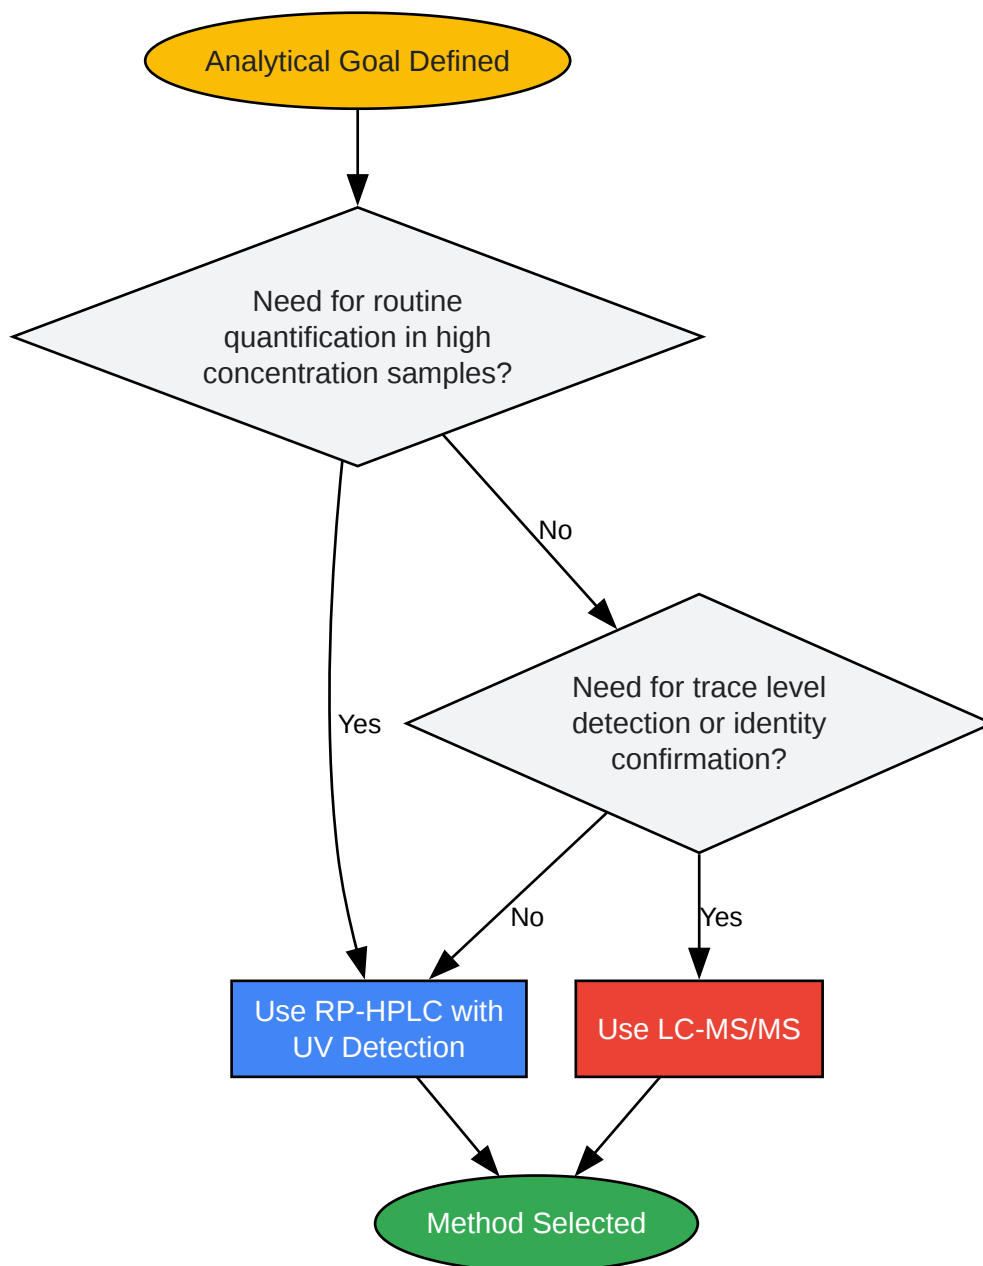 Analytical Goal Defined
Need for routine
quantification in high
concentration samples?
No
Need for trace level
detection or identity
confirmation?
Yes
No
Yes
Use RP-HPLC with
UV Detection
Use LC-MS/MS
Method Selected